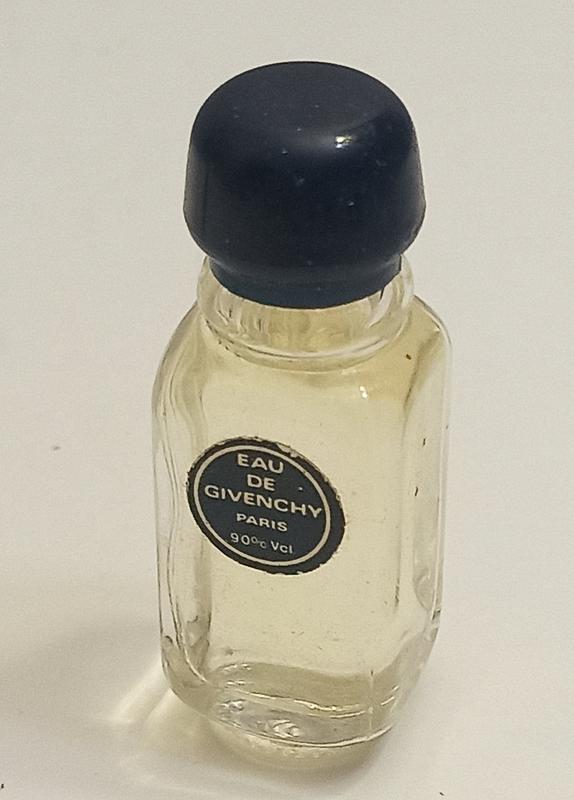 EAU
DE
GIVENCHY
PARIS
90% Vol